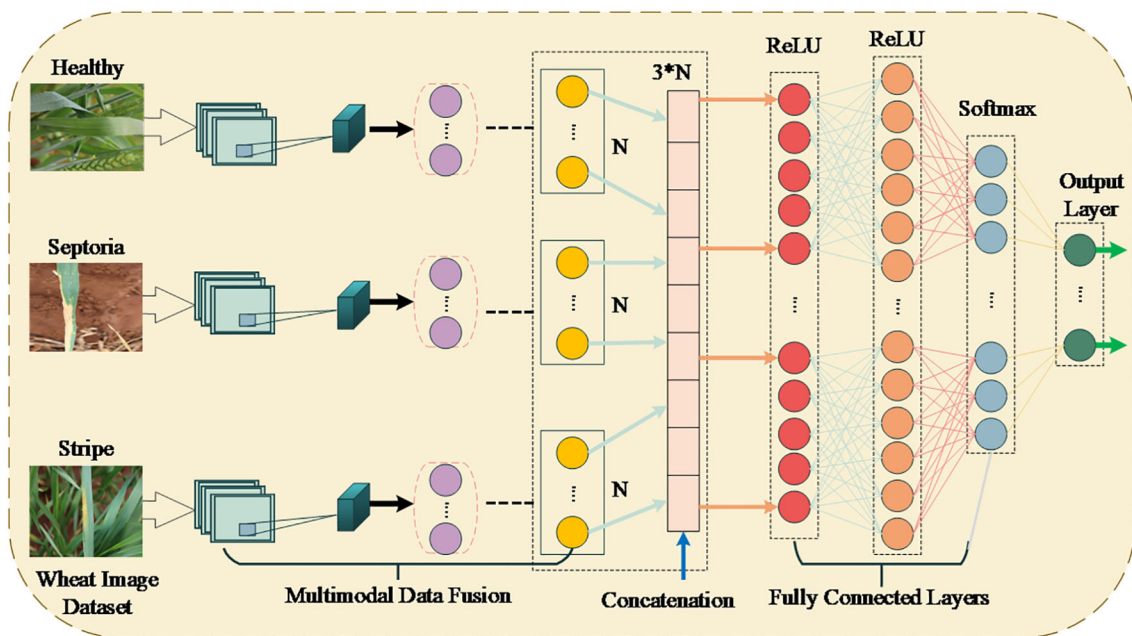 Healthy
Septoria
Stripe
Wheat Image
Dataset
N
N
N
3*N
ReLU
ReLU
Softmax
Output
Layer
Multimodal Data Fusion
Concatenation
Fully Connected Layers